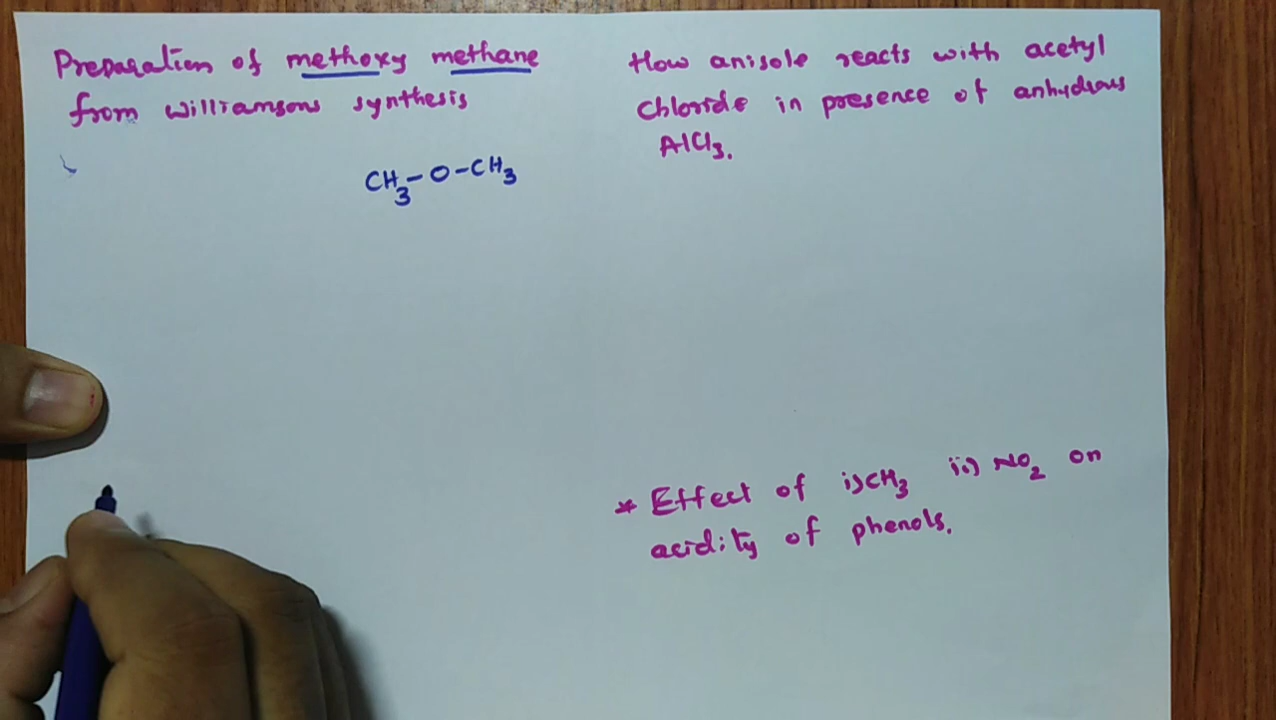 Preparation of methoxy methane
from williamsons synthesis
CH3-O-CH3
How anisole reacts with acetyl
chloride in presence of anhydrous
AlCl3.
* Effect of i)CH3 ii) NO2 on
acidity of phenols.